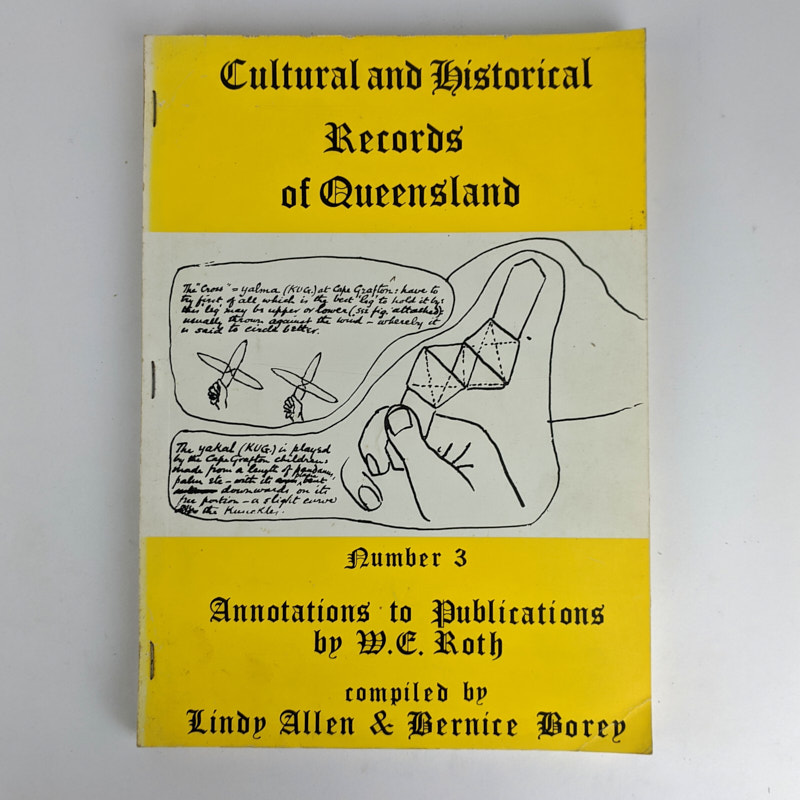 Cultural and Historical
Records
of Queensland
The "Cross" = yalma (KUG.) at Cape Grafton: have to
try first of all which is the best 'leg' to hold it by:
this leg may be upper or lower (see fig. attached)
usually thrown against the wind – whereby it
is said to circle better.
The yakal (KUG.) is played
by the Cape Grafton children:
made from a length of pandanus,
palm etc – with its bent
downwards on its
free portion – a slight curve
to the knuckles.
Number 3
Annotations to Publications
by W.E. Roth
compiled by
Lindy Allen & Bernice Borey